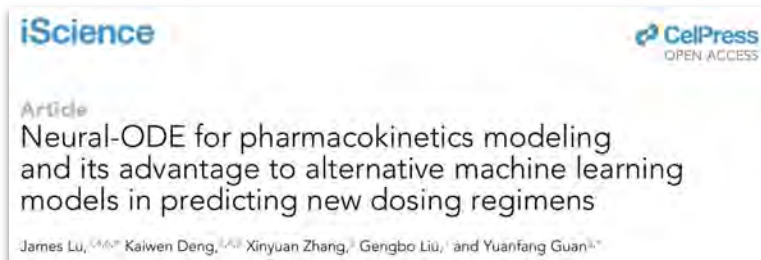 iScience
CelPress
OPEN ACCESS
Article
Neural-ODE for pharmacokinetics modeling
and its advantage to alternative machine learning
models in predicting new dosing regimens
James Lu, Kaiwen Deng, Xinyuan Zhang, Gengbo Liu, and Yuanfang Guan